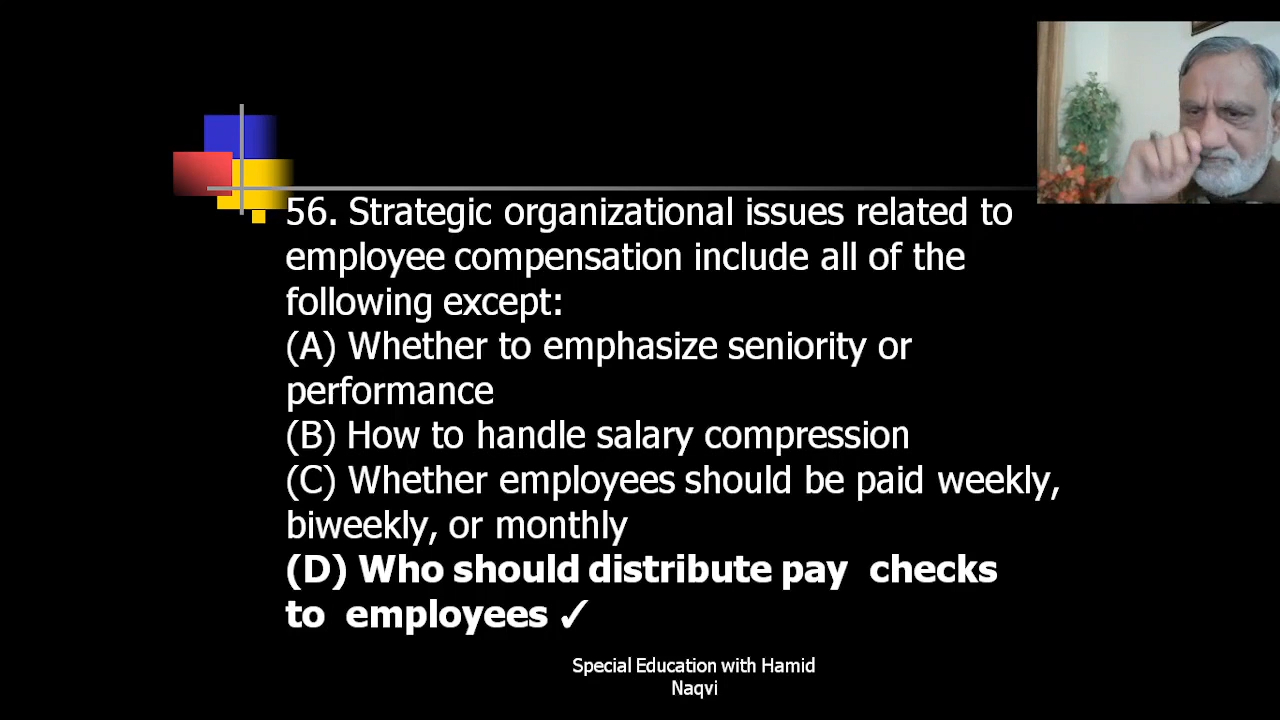 56. Strategic organizational issues related to
employee compensation include all of the
following except:
(A) Whether to emphasize seniority or
performance
(B) How to handle salary compression
(C) Whether employees should be paid weekly,
biweekly, or monthly
(D) Who should distribute pay checks
to employees ✓
Special Education with Hamid
Naqvi